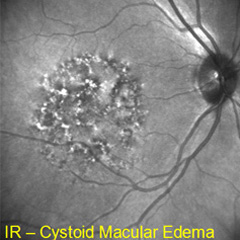 IR – Cystoid Macular Edema